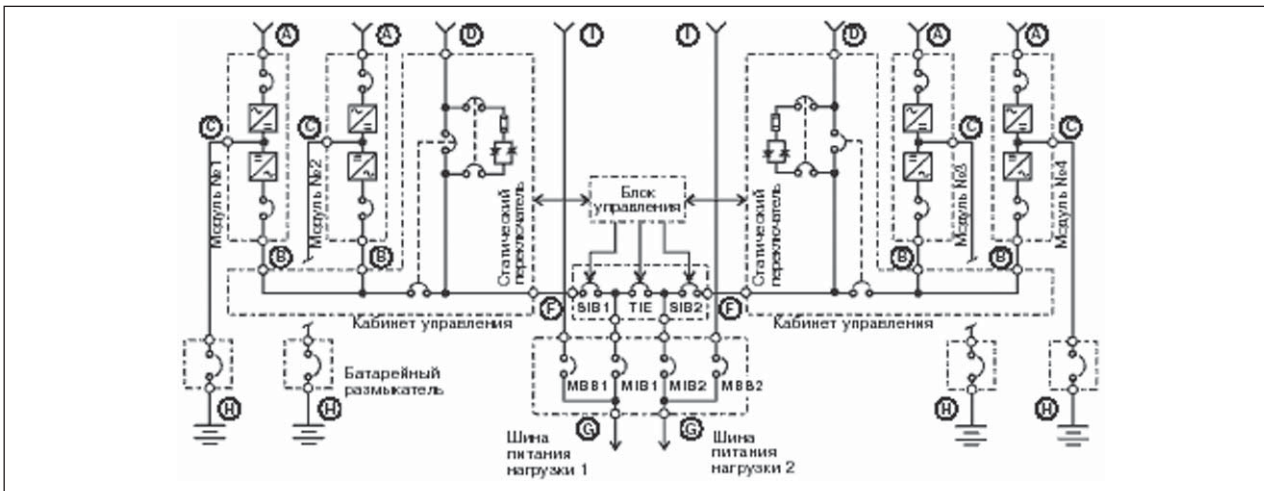 A A D I I D A A
C C C C
Модуль №1
Модуль №2
Статический
переключатель
Блок
управления
Статический
переключатель
Модуль №3
Модуль №4
B B B B
F SIB1 TIE SIB2 F
Кабинет управления
Кабинет управления
Батарейный
размыкатель
MBB1 MIB1 MIB2 MBB2
H H H H
G G
Шина
питания
нагрузки 1
Шина
питания
нагрузки 2